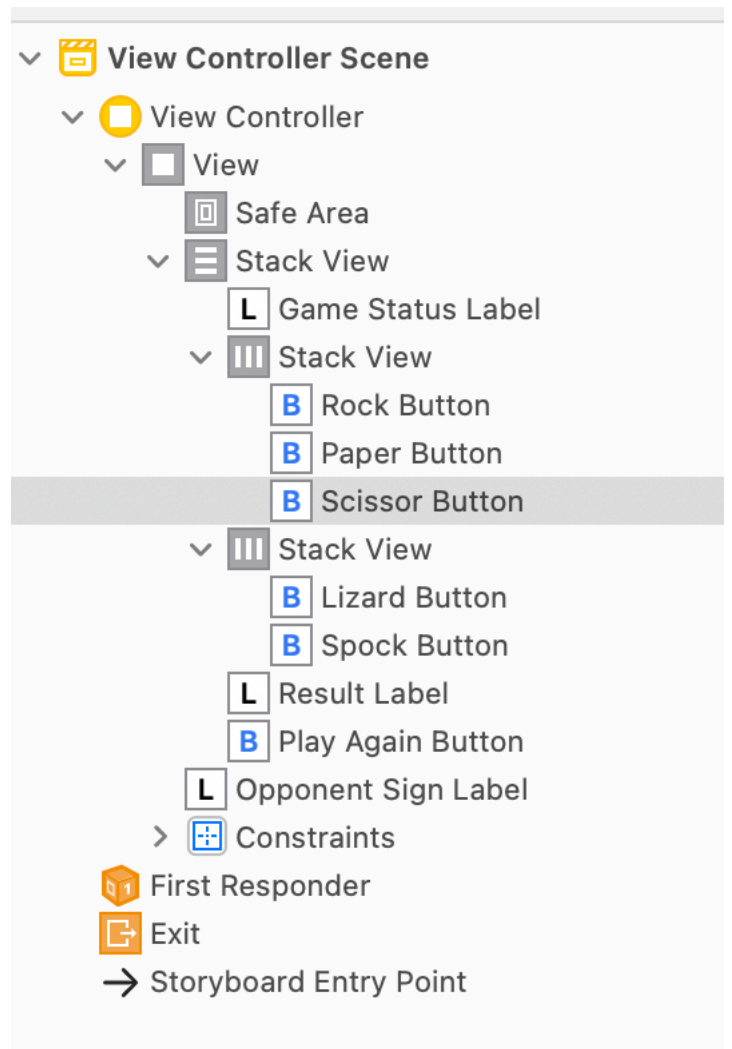 View Controller Scene
View Controller
View
Safe Area
Stack View
L Game Status Label
Stack View
B Rock Button
B Paper Button
B Scissor Button
Stack View
B Lizard Button
B Spock Button
L Result Label
B Play Again Button
L Opponent Sign Label
Constraints
1 First Responder
Exit
Storyboard Entry Point